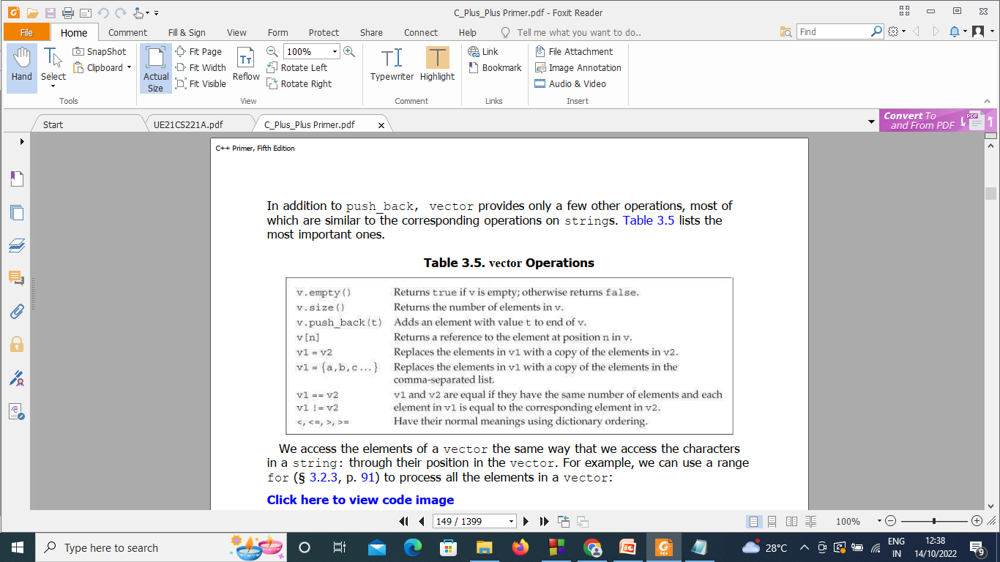 C_Plus_Plus Primer.pdf - Foxit Reader
File Home Comment Fill & Sign View Form Protect Share Connect Help Tell me what you want to do.. Find
Hand
Select
SnapShot
Clipboard
Tools
Actual
Size
Fit Page
Fit Width
Fit Visible
Reflow
100%
Rotate Left
Rotate Right
View
Typewriter
Highlight
Comment
Link
Bookmark
Links
File Attachment
Image Annotation
Audio & Video
Insert
Start UE21CS221A.pdf C_Plus_Plus Primer.pdf
Convert To
and From PDF
PDF
C++ Primer, Fifth Edition
In addition to push_back, vector provides only a few other operations, most of
which are similar to the corresponding operations on strings. Table 3.5 lists the
most important ones.
Table 3.5. vector Operations
v.empty() Returns true if v is empty; otherwise returns false.
v.size() Returns the number of elements in v.
v.push_back(t) Adds an element with value t to end of v.
v[n] Returns a reference to the element at position n in v.
v1 = v2 Replaces the elements in v1 with a copy of the elements in v2.
v1 = {a,b,c...} Replaces the elements in v1 with a copy of the elements in the
comma-separated list.
v1 == v2 v1 and v2 are equal if they have the same number of elements and each
v1 != v2 element in v1 is equal to the corresponding element in v2.
<, <=, >, >= Have their normal meanings using dictionary ordering.
We access the elements of a vector the same way that we access the characters
in a string: through their position in the vector. For example, we can use a range
for (§ 3.2.3, p. 91) to process all the elements in a vector:
Click here to view code image
149 / 1399
100%
Type here to search
28°C
ENG
IN
12:38
14/10/2022
9